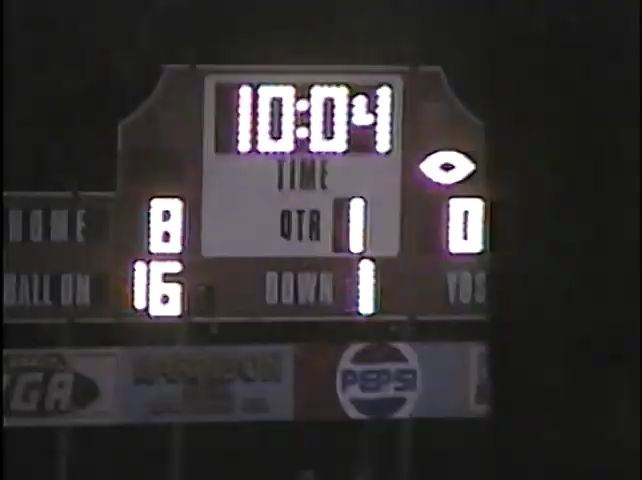 10:04
TIME
HOME 8 QTR 1 0
BALL ON 16 DOWN 1 YDS
PEPSI